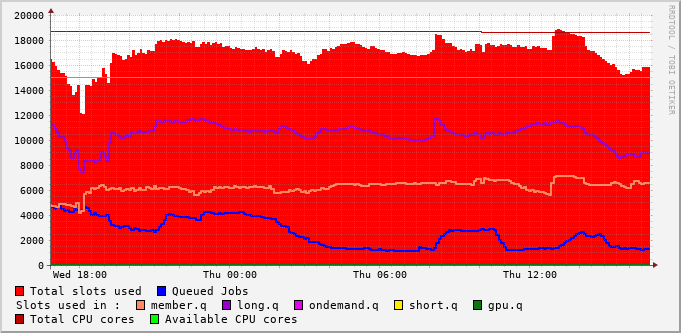 20000
18000
16000
14000
12000
10000
8000
6000
4000
2000
0
Wed 18:00 Thu 00:00 Thu 06:00 Thu 12:00
Total slots used Queued Jobs
Slots used in : member.q long.q ondemand.q short.q gpu.q
Total CPU cores Available CPU cores
RRDTOOL / TOBI OETIKER